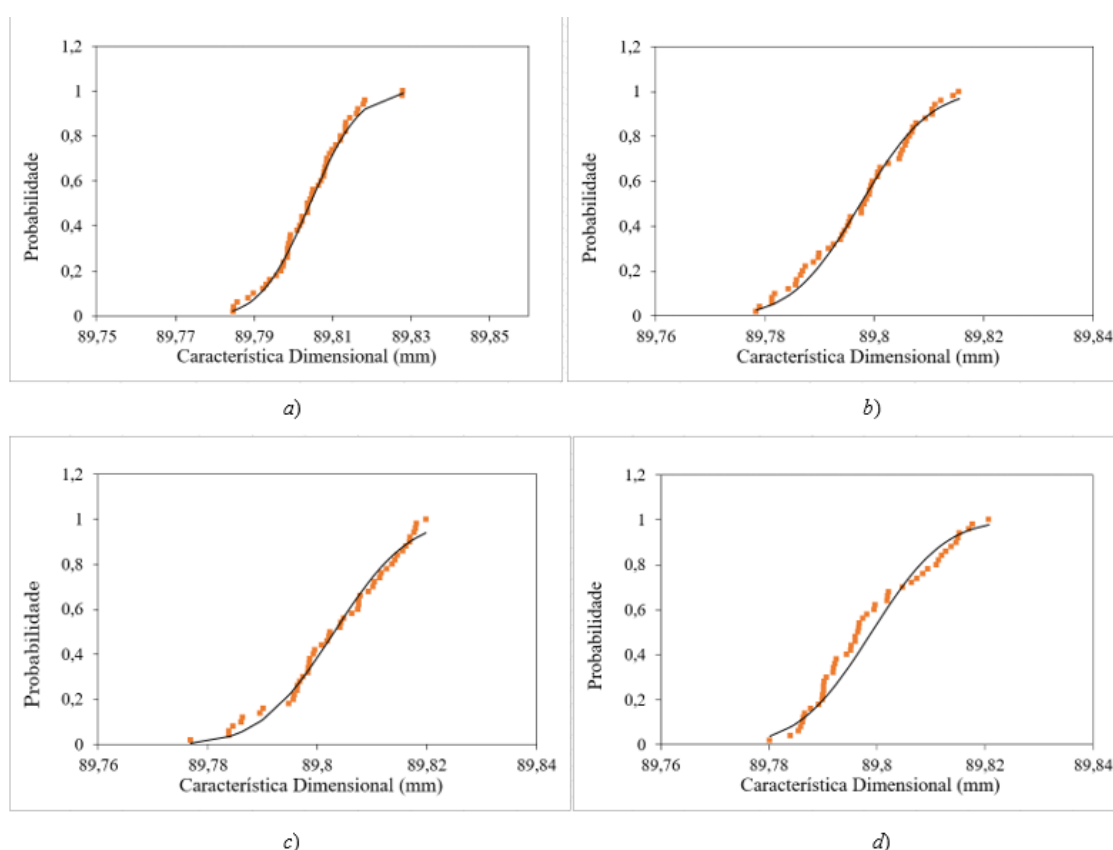 1,2
1
0,8
0,6
0,4
0,2
0
Probabilidade
89,75 89,77 89,79 89,81 89,83 89,85
Característica Dimensional (mm)
a)
1,2
1
0,8
0,6
0,4
0,2
0
Probabilidade
89,76 89,78 89,8 89,82 89,84
Característica Dimensional (mm)
b)
1,2
1
0,8
0,6
0,4
0,2
0
Probabilidade
89,76 89,78 89,8 89,82 89,84
Característica Dimensional (mm)
c)
1,2
1
0,8
0,6
0,4
0,2
0
Probabilidade
89,76 89,78 89,8 89,82 89,84
Característica Dimensional (mm)
d)